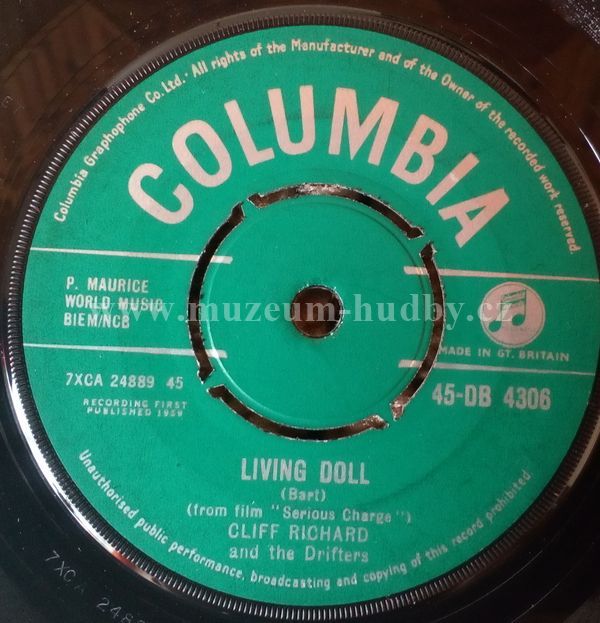 Columbia Graphophone Co. Ltd. · All rights of the Manufacturer and of the Owner of the recorded work reserved.
COLUMBIA
P. MAURICE
WORLD MUSIC
BIEM/NCB
www.muzeum-hudby.cz
MADE IN GT. BRITAIN
7XCA 24889 45
45-DB 4306
RECORDING FIRST
PUBLISHED 1959
LIVING DOLL
(Bart)
(from film "Serious Charge")
CLIFF RICHARD
and the Drifters
Unauthorised public performance, broadcasting and copying of this record prohibited.